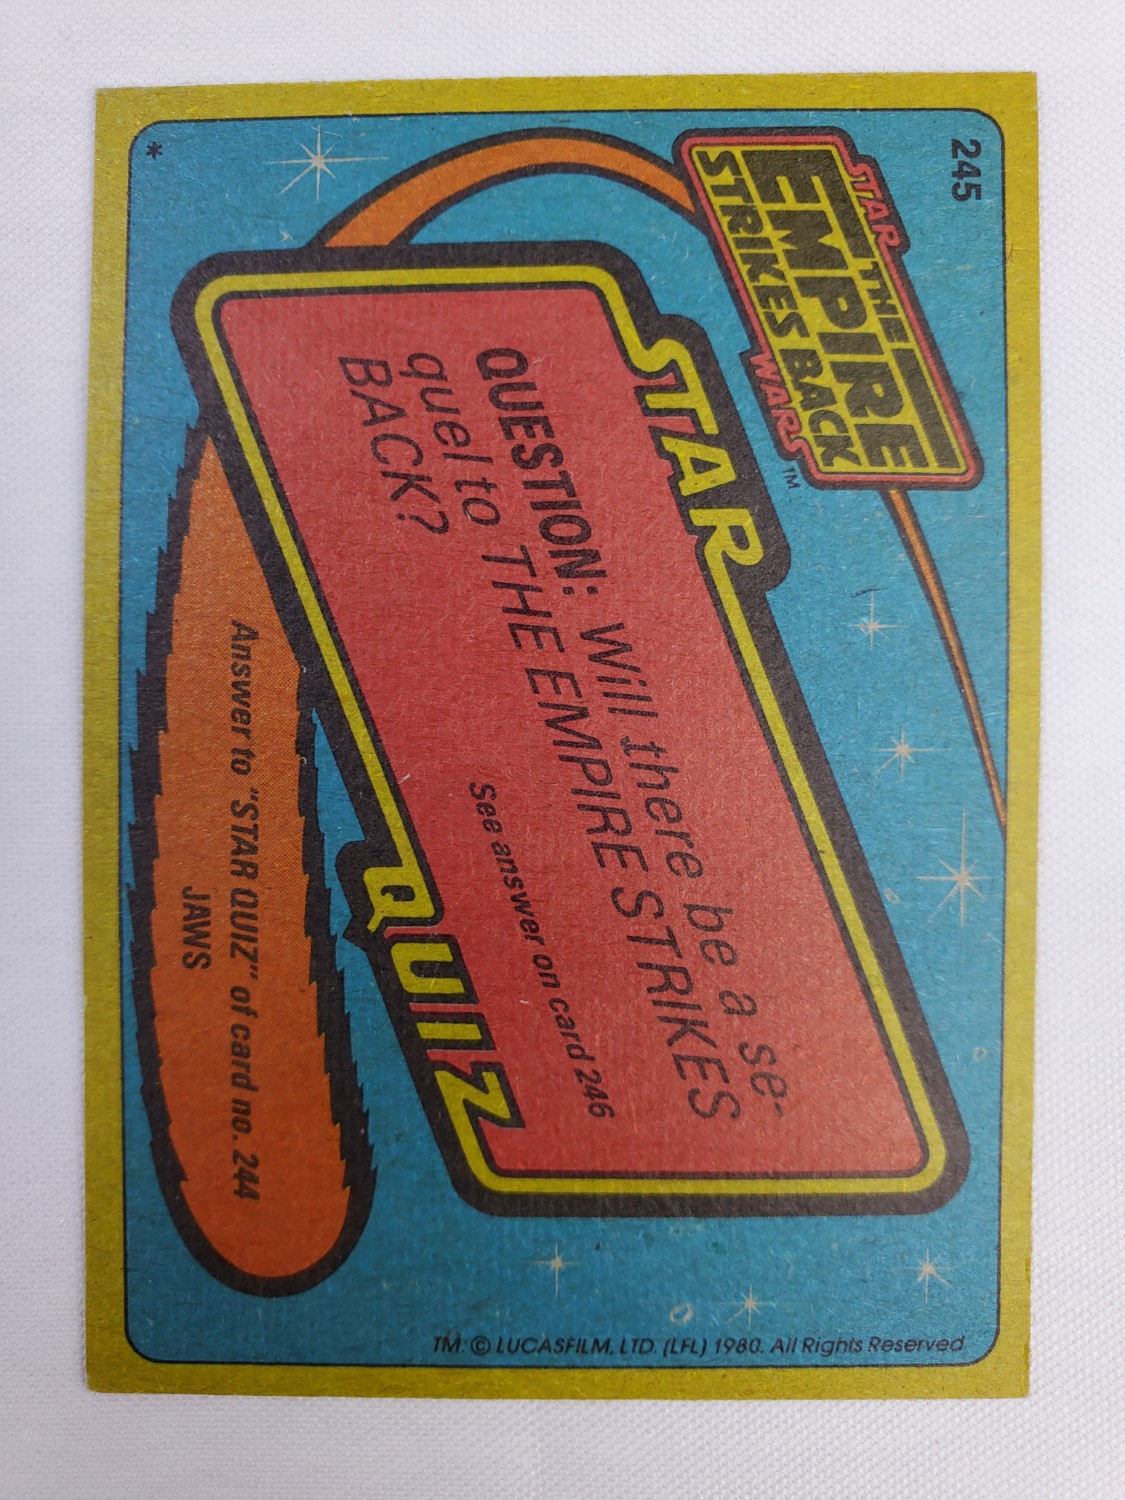 245
STAR
THE
EMPIRE
STRIKES BACK
WARS™
STAR
QUESTION: Will there be a se-
quel to THE EMPIRE STRIKES
BACK?
See answer on card 246
QUIZ
Answer to "STAR QUIZ" of card no. 244
JAWS
*
TM: © LUCASFILM, LTD. (LFL) 1980. All Rights Reserved